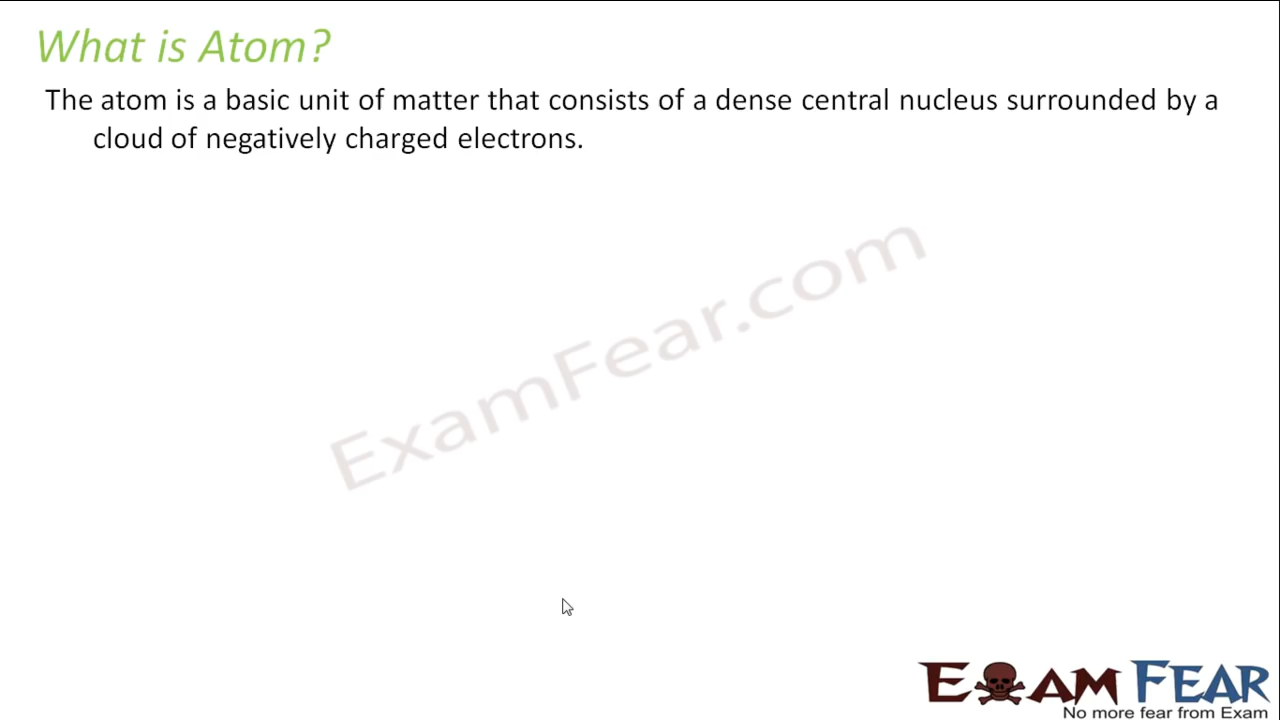 What is Atom?
The atom is a basic unit of matter that consists of a dense central nucleus surrounded by a
cloud of negatively charged electrons.
ExamFear.com
EXAM FEAR
No more fear from Exam